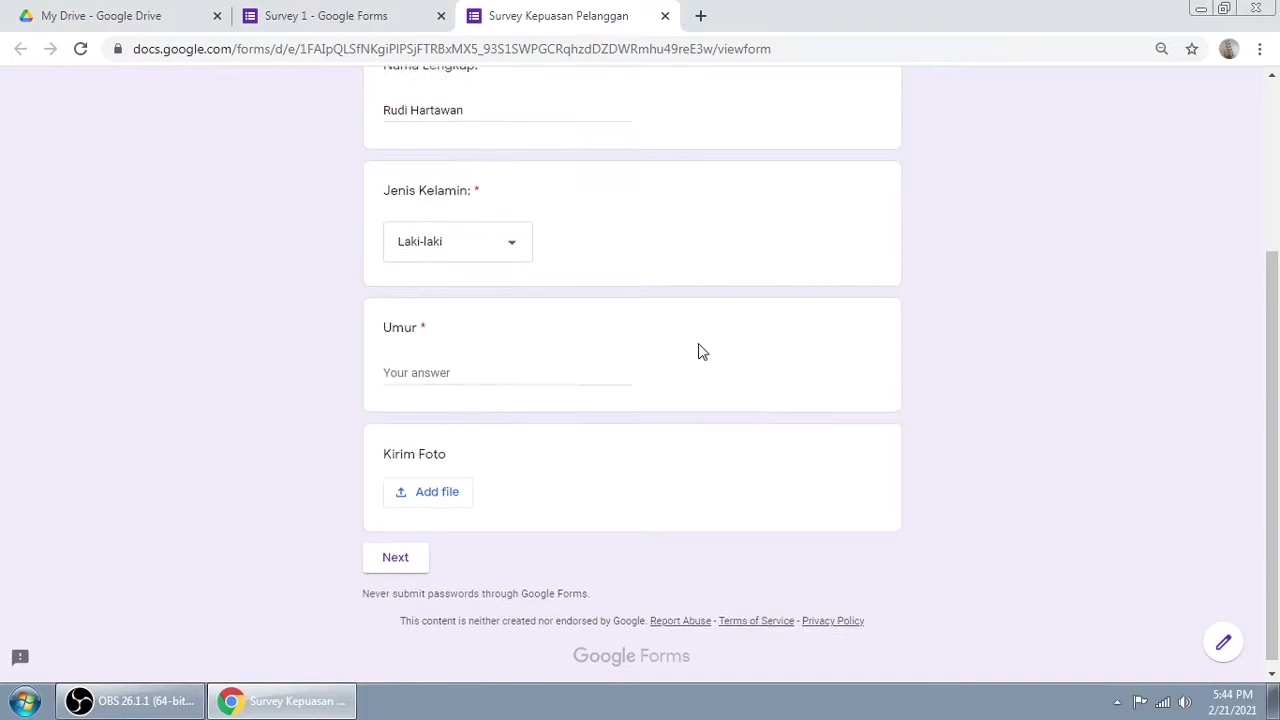 My Drive - Google Drive
Survey 1 - Google Forms
Survey Kepuasan Pelanggan
docs.google.com/forms/d/e/1FAIpQLSfNKgiPlPSjFTRBxMX5_93S1SWPGCRqhzdDZDWRmhu49reE3w/viewform
Nama Lengkap:
Rudi Hartawan
Jenis Kelamin: *
Laki-laki
Umur *
Your answer
Kirim Foto
Add file
Next
Never submit passwords through Google Forms.
This content is neither created nor endorsed by Google. Report Abuse - Terms of Service - Privacy Policy
Google Forms
OBS 26.1.1 (64-bit...
Survey Kepuasan ...
5:44 PM
2/21/2021